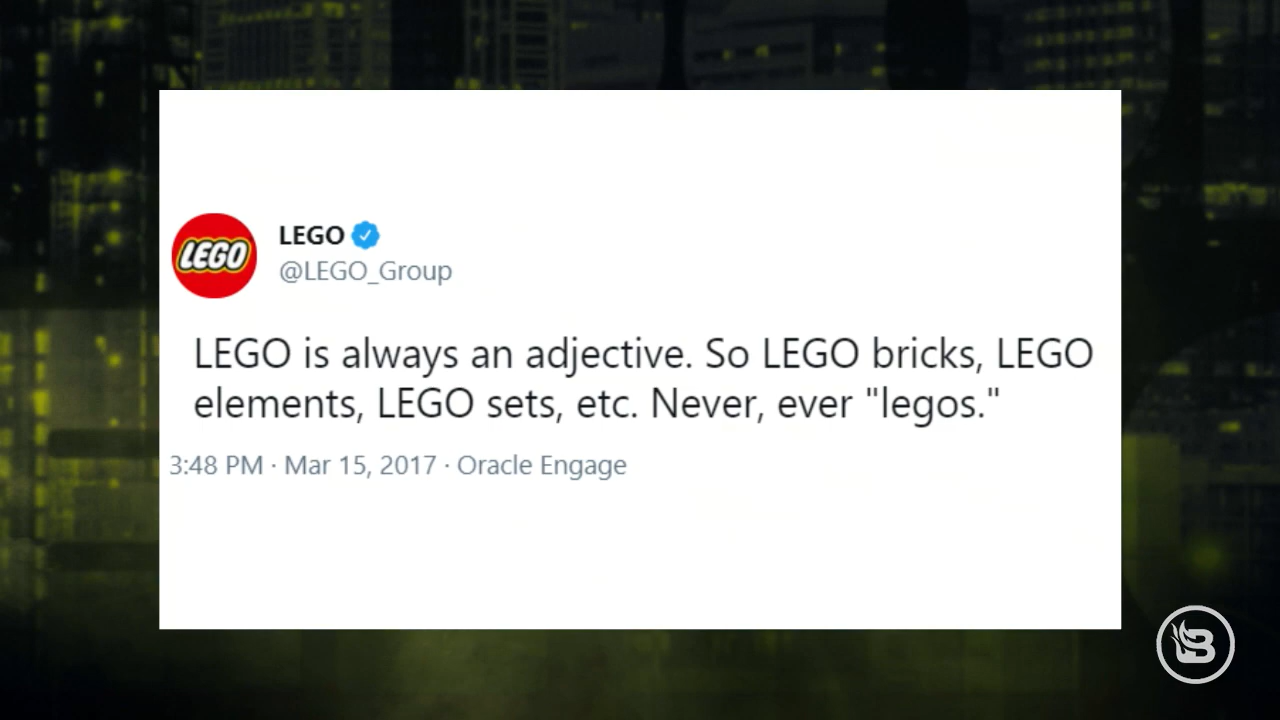 LEGO
LEGO
@LEGO_Group
LEGO is always an adjective. So LEGO bricks, LEGO
elements, LEGO sets, etc. Never, ever "legos."
3:48 PM · Mar 15, 2017 · Oracle Engage
B